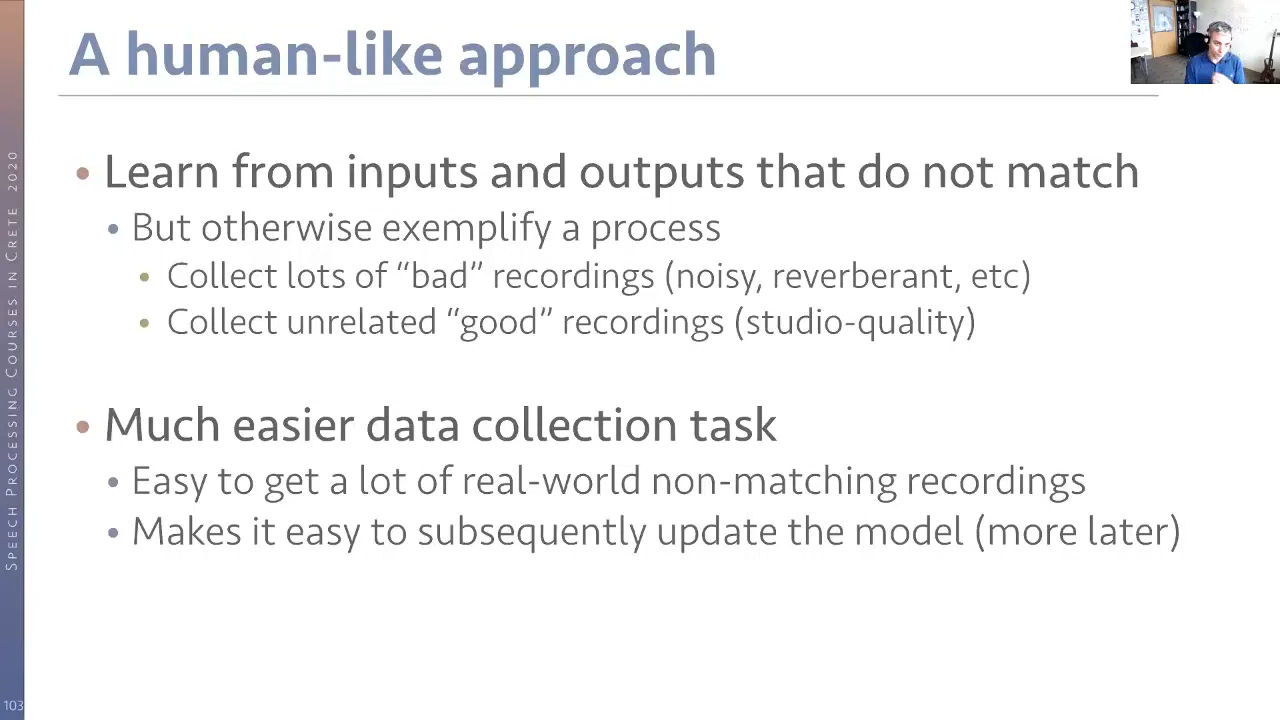 A human-like approach
• Learn from inputs and outputs that do not match
• But otherwise exemplify a process
• Collect lots of “bad” recordings (noisy, reverberant, etc)
• Collect unrelated “good” recordings (studio-quality)
• Much easier data collection task
• Easy to get a lot of real-world non-matching recordings
• Makes it easy to subsequently update the model (more later)
Speech Processing Courses in Crete 2020
103